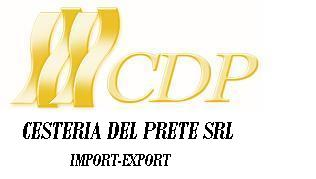 CDP
CESTERIA DEL PRETE SRL
IMPORT-EXPORT